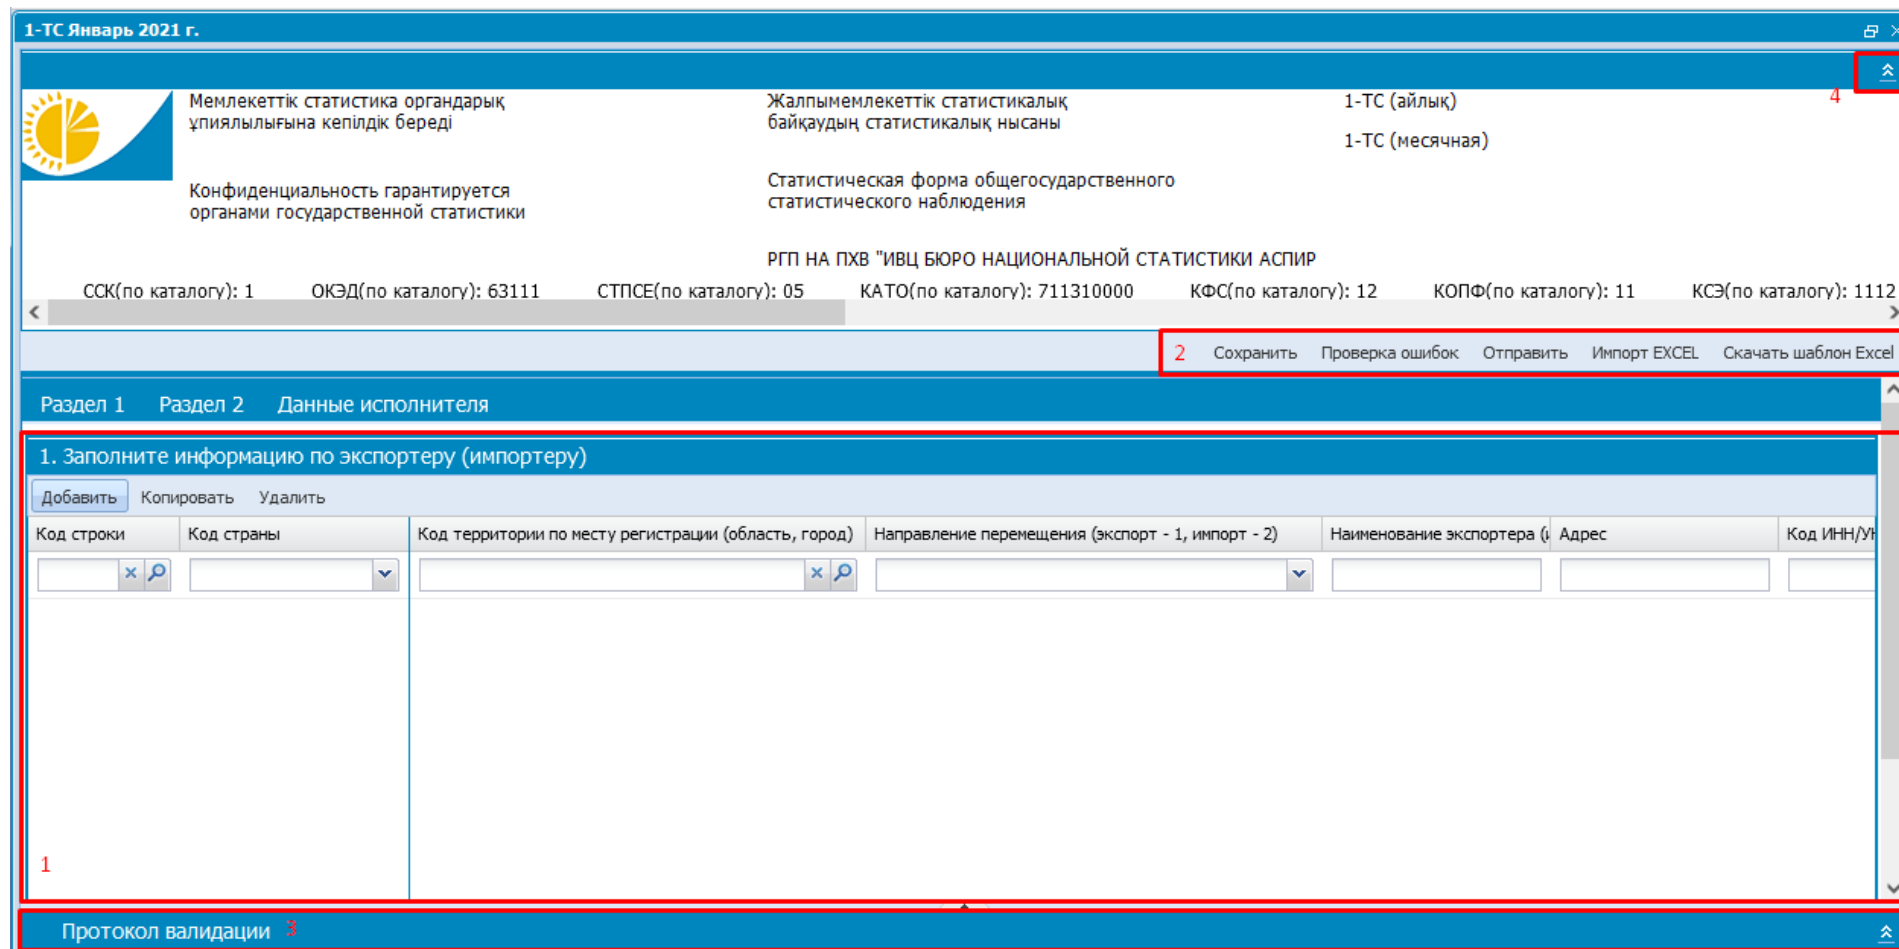 1-ТС Январь 2021 г.
4
Мемлекеттік статистика органдарық
ұпиялылығына кепілдік береді
Жалпымемлекеттік статистикалық
байқаудың статистикалық нысаны
1-ТС (айлық)
1-ТС (месячная)
Конфиденциальность гарантируется
органами государственной статистики
Статистическая форма общегосударственного
статистического наблюдения
РГП НА ПХВ "ИВЦ БЮРО НАЦИОНАЛЬНОЙ СТАТИСТИКИ АСПИР
ССК(по каталогу): 1 ОКЭД(по каталогу): 63111 СТПСЕ(по каталогу): 05 КАТО(по каталогу): 711310000 КФС(по каталогу): 12 КОПФ(по каталогу): 11 КСЭ(по каталогу): 1112
2 Сохранить Проверка ошибок Отправить Импорт EXCEL Скачать шаблон Excel
Раздел 1 Раздел 2 Данные исполнителя
1. Заполните информацию по экспортеру (импортеру)
Добавить Копировать Удалить
Код строки Код страны Код территории по месту регистрации (область, город) Направление перемещения (экспорт - 1, импорт - 2) Наименование экспортера (и Адрес Код ИНН/УН
1
Протокол валидации 3